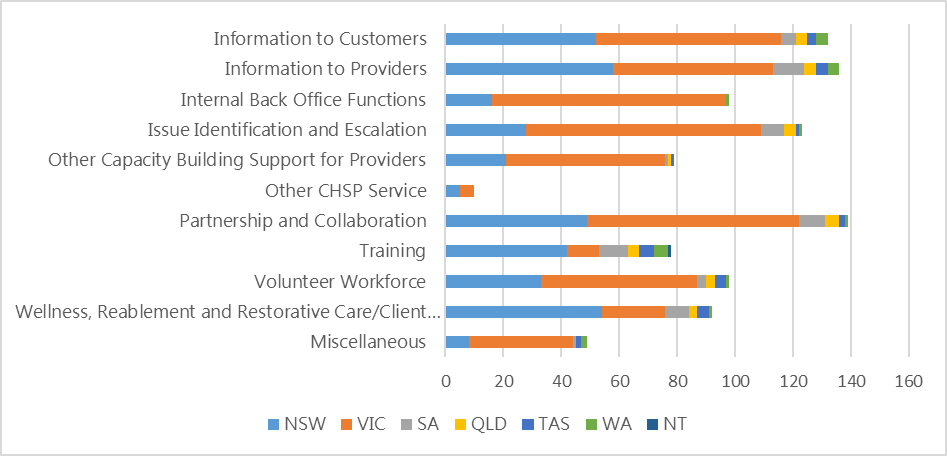 Information to Customers
Information to Providers
Internal Back Office Functions
Issue Identification and Escalation
Other Capacity Building Support for Providers
Other CHSP Service
Partnership and Collaboration
Training
Volunteer Workforce
Wellness, Reablement and Restorative Care/Client...
Miscellaneous
0 20 40 60 80 100 120 140 160
NSW VIC SA QLD TAS WA NT